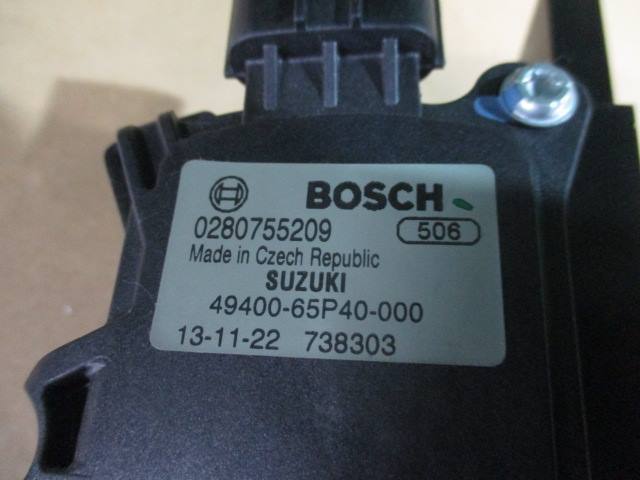 BOSCH
0280755209 506
Made in Czech Republic
SUZUKI
49400-65P40-000
13-11-22 738303